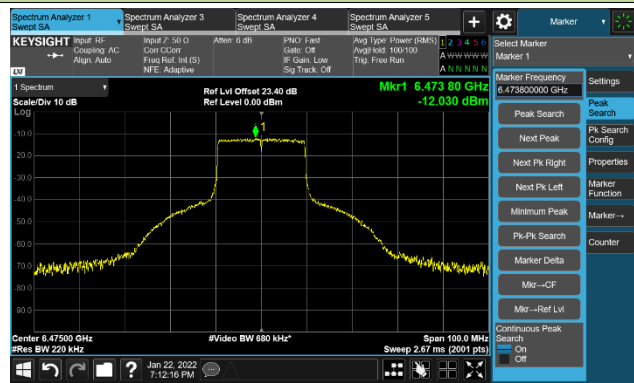 Spectrum Analyzer 1
Swept SA
Spectrum Analyzer 3
Swept SA
Spectrum Analyzer 4
Swept SA
Spectrum Analyzer 5
Swept SA
Marker
KEYSIGHT
Input: RF
Coupling: AC
Align: Auto
Input Z: 50 Ω
Corr CCorr
Freq Ref: Int (S)
NFE: Adaptive
Atten: 6 dB
PNO: Fast
Gate: Off
IF Gain: Low
Sig Track: Off
Avg Type: Power (RMS)
Avg|Hold: 100/100
Trig: Free Run
1 2 3 4 5 6
A W W W W W
A N N N N N
LXI
Select Marker
Marker 1
1 Spectrum
Scale/Div 10 dB
Ref Lvl Offset 23.40 dB
Ref Level 0.00 dBm
Mkr1 6.473 80 GHz
-12.030 dBm
Log
-10.0
-20.0
-30.0
-40.0
-50.0
-60.0
-70.0
-80.0
-90.0
1
Center 6.47500 GHz
#Res BW 220 kHz
#Video BW 680 kHz*
Span 100.0 MHz
Sweep 2.67 ms (2001 pts)
Marker Frequency
6.473800000 GHz
Peak Search
Next Peak
Next Pk Right
Next Pk Left
Minimum Peak
Pk-Pk Search
Marker Delta
Mkr→CF
Mkr→Ref Lvl
Continuous Peak
Search
On
Off
Settings
Peak
Search
Pk Search
Config
Properties
Marker
Function
Marker→
Counter
?
Jan 22, 2022
7:12:16 PM